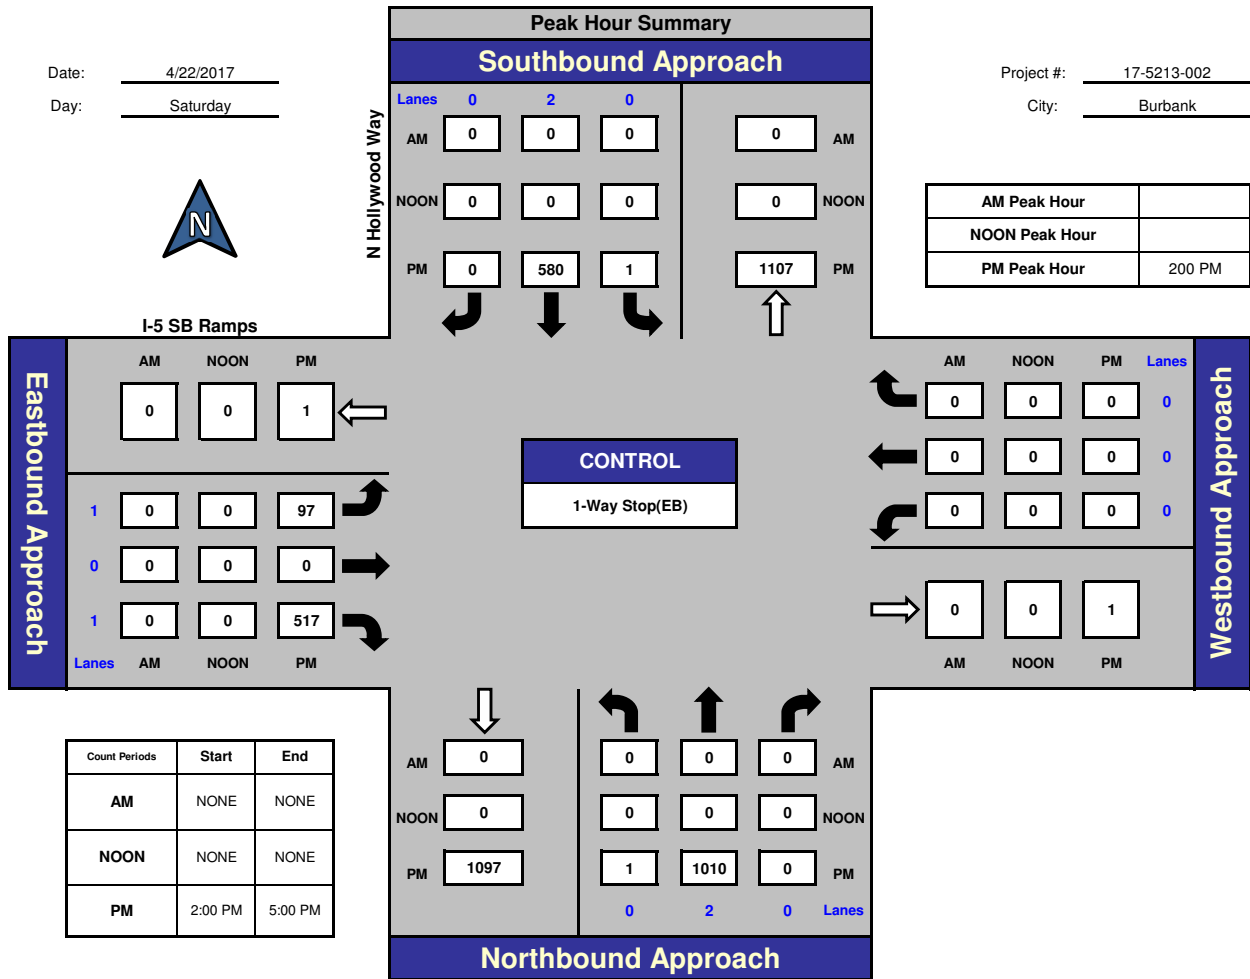 Peak Hour Summary
Southbound Approach
Date: 4/22/2017
Day: Saturday
Project #: 17-5213-002
City: Burbank
N
N Hollywood Way
Lanes 0 2 0
AM 0 0 0 0 AM
NOON 0 0 0 0 NOON
PM 0 580 1 1107 PM
AM Peak Hour
NOON Peak Hour
PM Peak Hour 200 PM
I-5 SB Ramps
Eastbound Approach
AM NOON PM
0 0 1
1 0 0 97
0 0 0 0
1 0 0 517
Lanes AM NOON PM
CONTROL
1-Way Stop(EB)
AM NOON PM Lanes
0 0 0 0
0 0 0 0
0 0 0 0
0 0 1
AM NOON PM
Westbound Approach
Count Periods Start End
AM NONE NONE
NOON NONE NONE
PM 2:00 PM 5:00 PM
AM 0 0 0 0 AM
NOON 0 0 0 0 NOON
PM 1097 1 1010 0 PM
0 2 0 Lanes
Northbound Approach